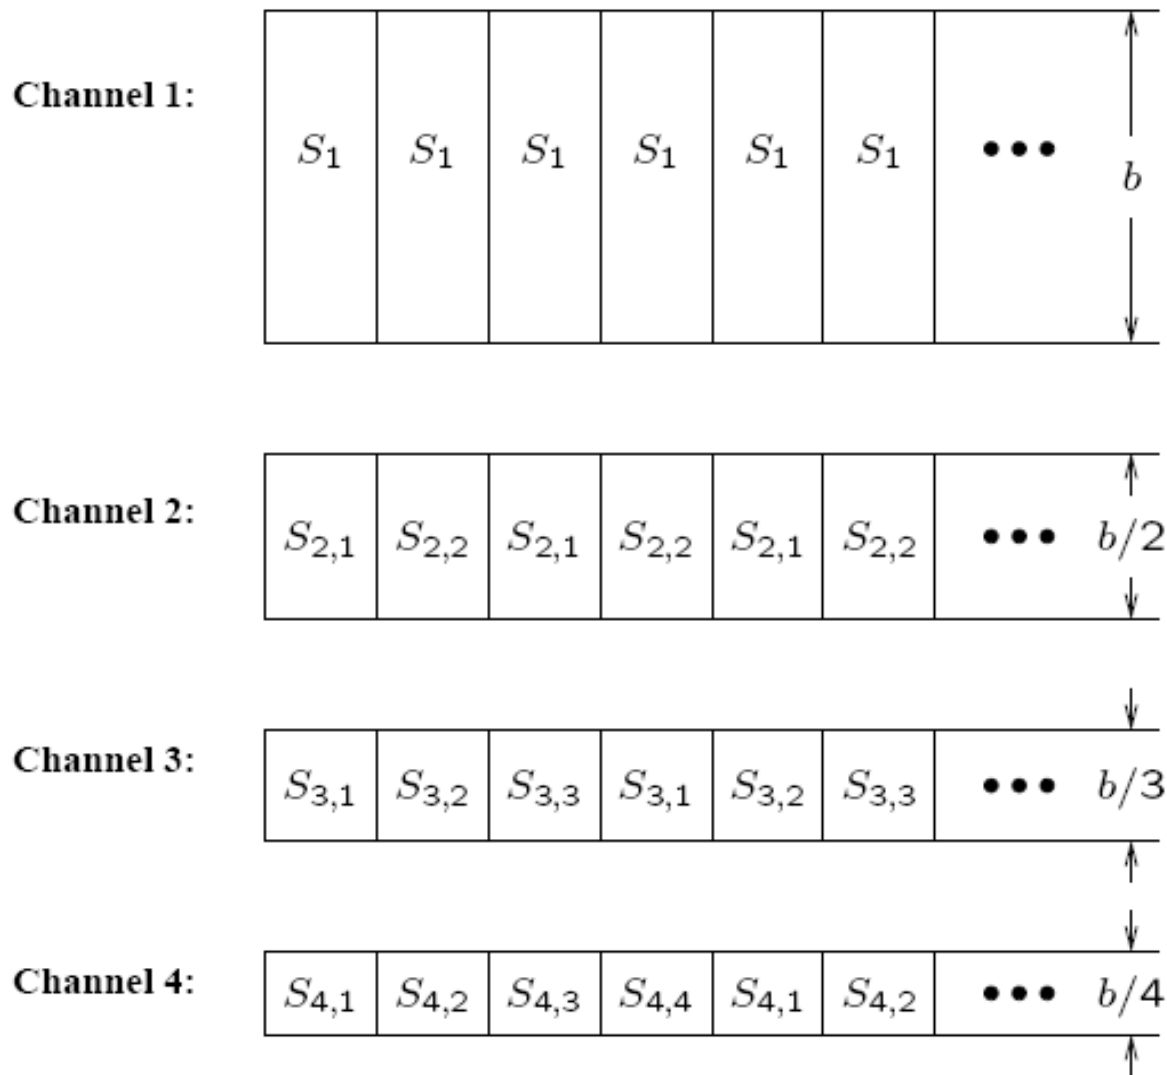 Channel 1:
S₁ S₁ S₁ S₁ S₁ S₁ ••• b
Channel 2:
S₂,₁ S₂,₂ S₂,₁ S₂,₂ S₂,₁ S₂,₂ ••• b/2
Channel 3:
S₃,₁ S₃,₂ S₃,₃ S₃,₁ S₃,₂ S₃,₃ ••• b/3
Channel 4:
S₄,₁ S₄,₂ S₄,₃ S₄,₄ S₄,₁ S₄,₂ ••• b/4